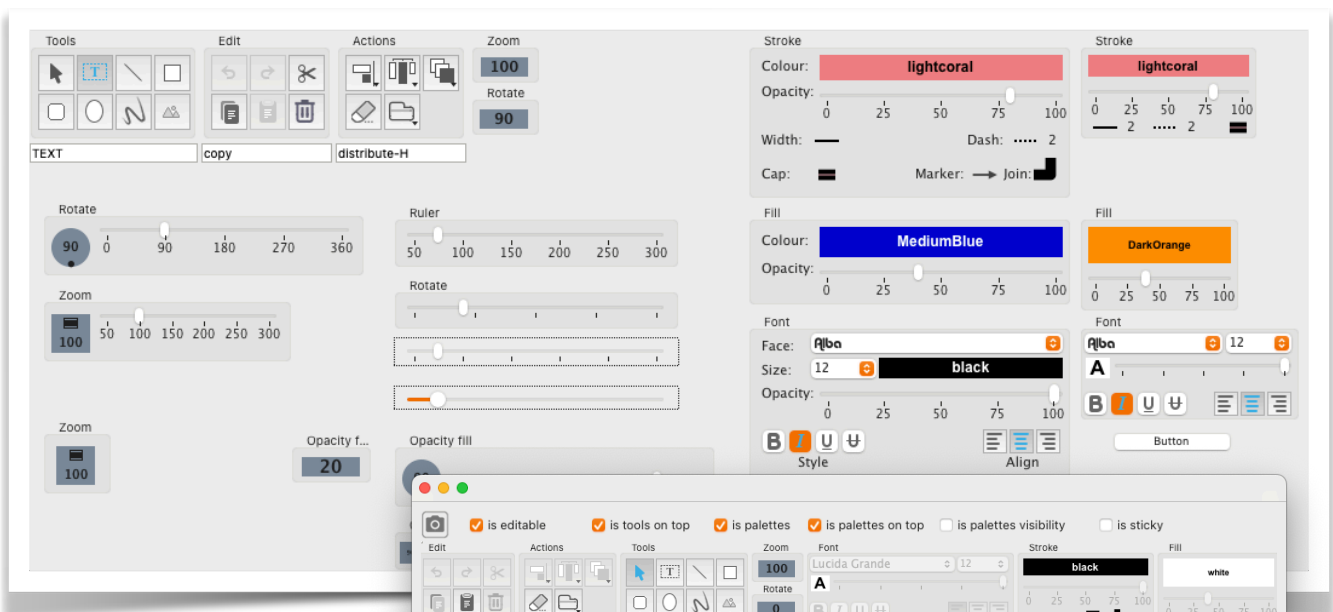 Tools Edit Actions Zoom
100
Rotate
90
TEXT copy distribute-H
Stroke
Colour: lightcoral
Opacity:
0 25 50 75 100
Width: Dash: 2
Cap: Marker: Join:
Stroke
lightcoral
0 25 50 75 100
2 2
Rotate
90 0 90 180 270 360
Ruler
50 100 150 200 250 300
Fill
Colour: MediumBlue
Opacity:
0 25 50 75 100
Fill
DarkOrange
0 25 50 75 100
Zoom
100 50 100 150 200 250 300
Rotate
Font
Face: Alba
Size: 12 black
Opacity:
0 25 50 75 100
B I U U
Style Align
Font
Alba 12
A
B I U U
Button
Zoom
100
Opacity f...
20
Opacity fill
is editable is tools on top is palettes is palettes on top is palettes visibility is sticky
Edit Actions Tools Zoom Font Stroke Fill
T 100 Lucida Grande 12 black white
A
Rotate
0 B I U U 0 25 50 75 100 0 25 50 75 100